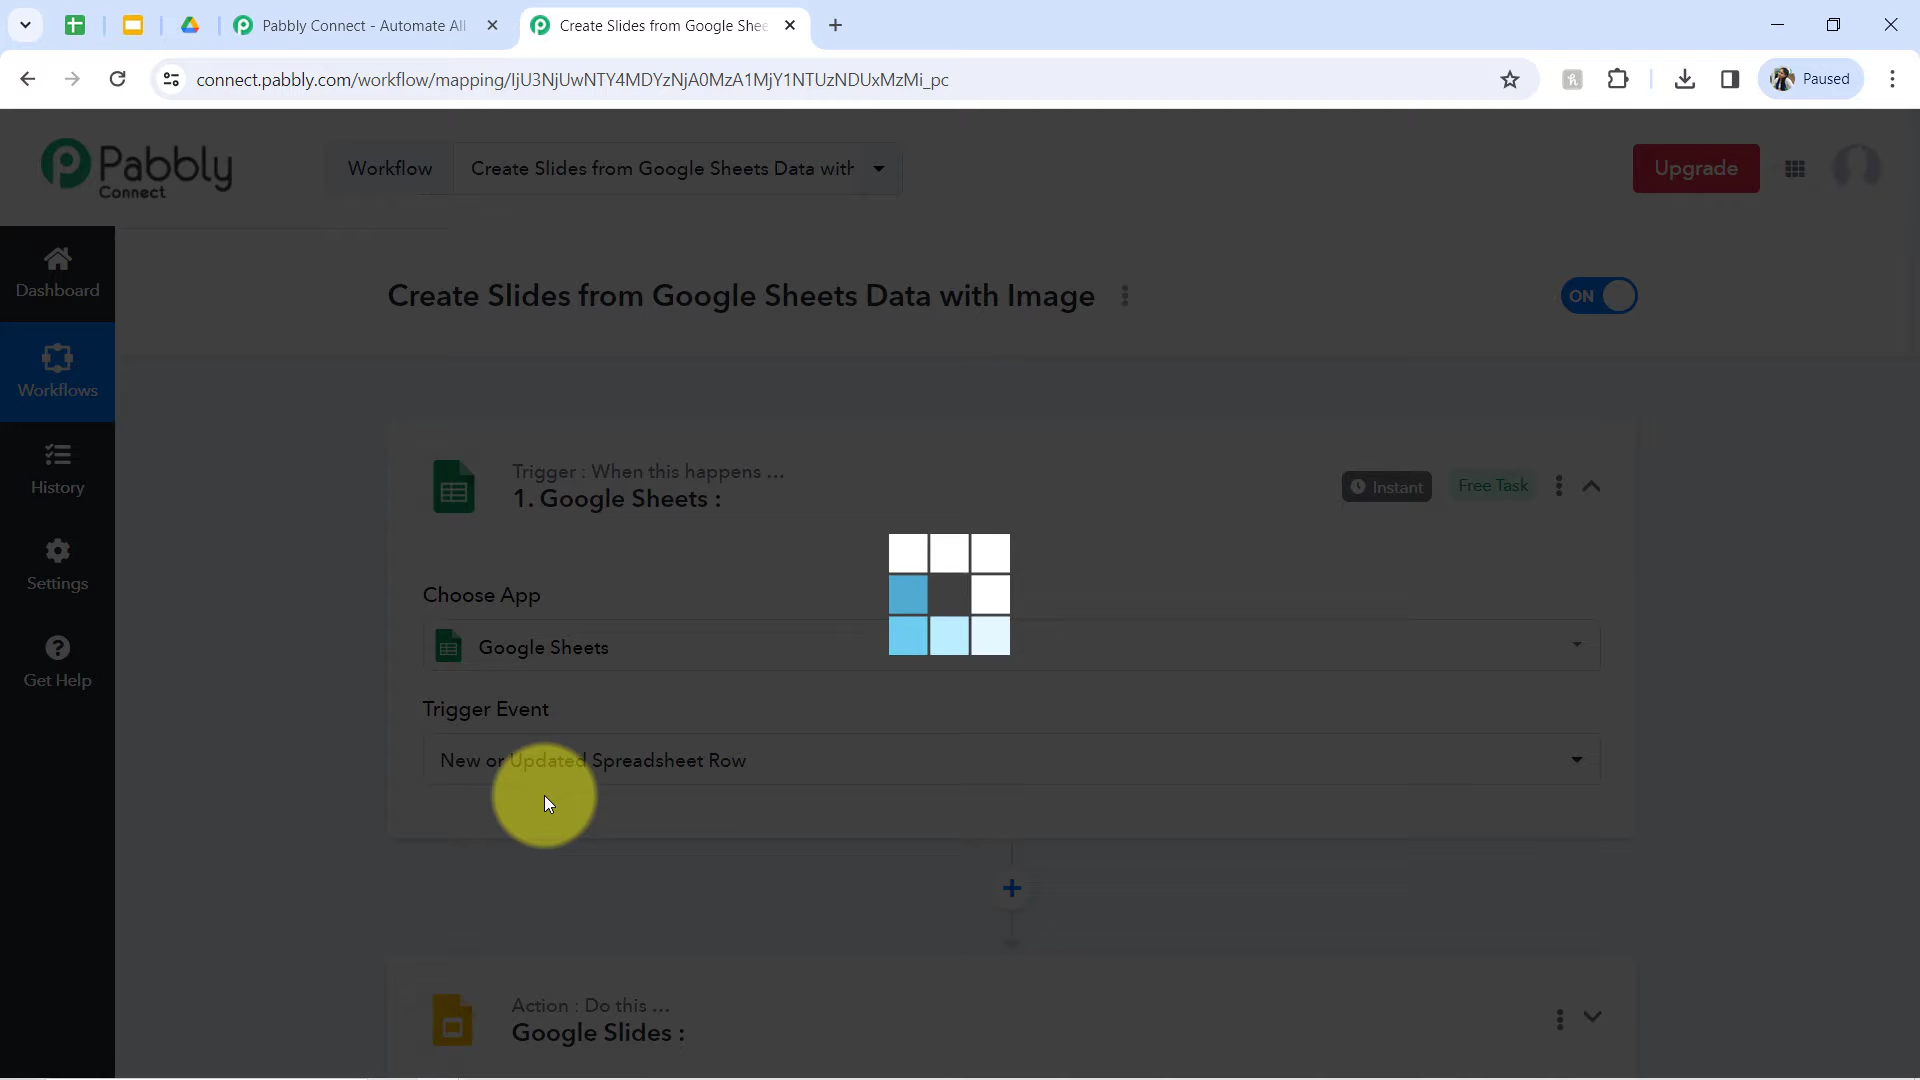 Pabbly Connect - Automate All
Create Slides from Google Shee
connect.pabbly.com/workflow/mapping/IjU3NjUwNTY4MDYzNjA0MzA1MjY1NTUzNDUxMzMi_pc
Paused
Pabbly
Connect
Workflow
Create Slides from Google Sheets Data with
Upgrade
Dashboard
Workflows
History
Settings
Get Help
Create Slides from Google Sheets Data with Image
ON
Trigger : When this happens ...
1. Google Sheets :
Instant
Free Task
Choose App
Google Sheets
Trigger Event
New or Updated Spreadsheet Row
Action : Do this ...
Google Slides :